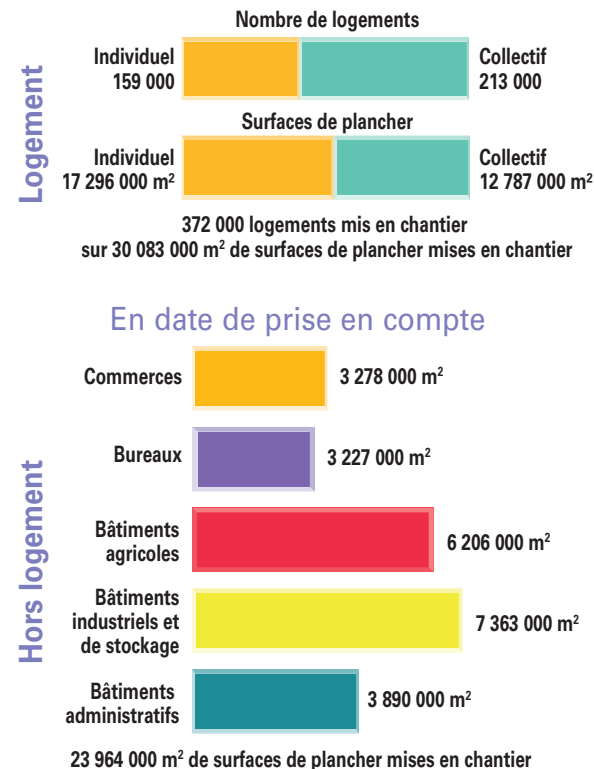 Logement
Nombre de logements
Individuel
159 000
Collectif
213 000
Surfaces de plancher
Individuel
17 296 000 m²
Collectif
12 787 000 m²
372 000 logements mis en chantier
sur 30 083 000 m² de surfaces de plancher mises en chantier
En date de prise en compte
Hors logement
Commerces
3 278 000 m²
Bureaux
3 227 000 m²
Bâtiments
agricoles
6 206 000 m²
Bâtiments
industriels et
de stockage
7 363 000 m²
Bâtiments
administratifs
3 890 000 m²
23 964 000 m² de surfaces de plancher mises en chantier